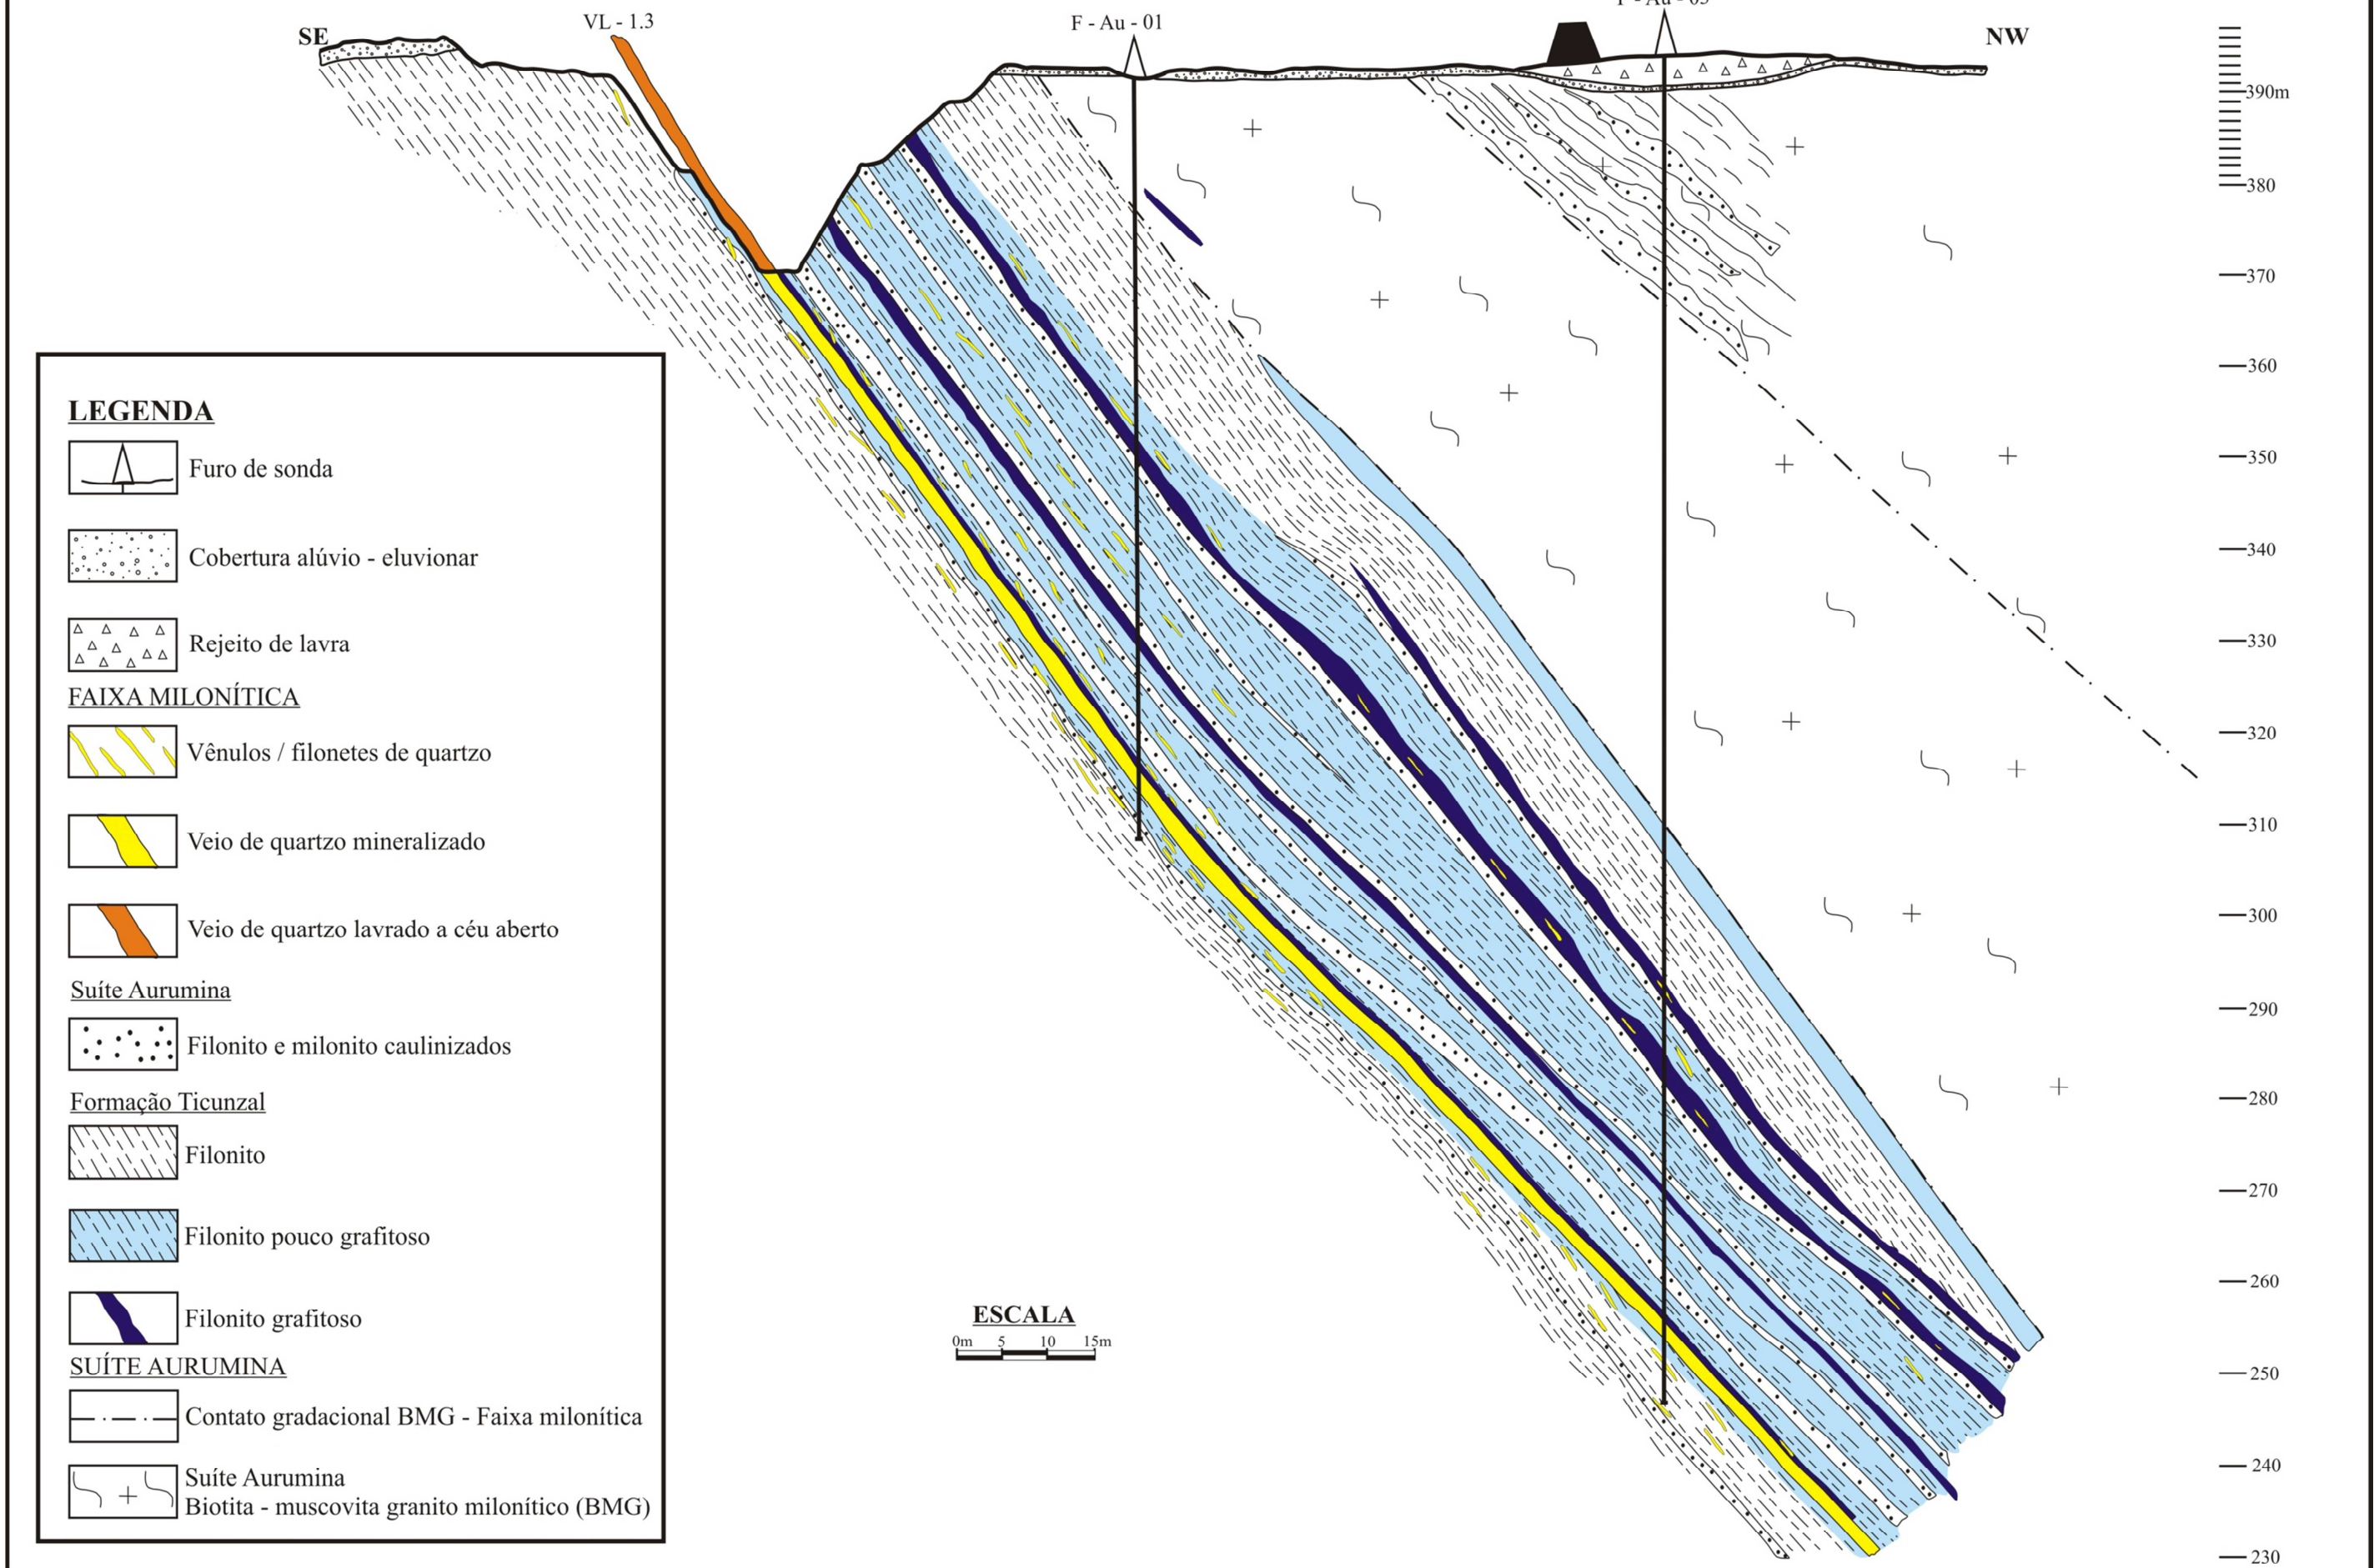 SE
VL - 1.3
F - Au - 01
NW
390m
380
370
360
350
340
330
320
310
300
290
280
270
260
250
240
230
LEGENDA
Furo de sonda
Cobertura alúvio - eluvionar
Rejeito de lavra
FAIXA MILONÍTICA
Vênulos / filonetes de quartzo
Veio de quartzo mineralizado
Veio de quartzo lavrado a céu aberto
Suíte Aurumina
Filonito e milonito caulinizados
Formação Ticunzal
Filonito
Filonito pouco grafitoso
Filonito grafitoso
SUÍTE AURUMINA
Contato gradacional BMG - Faixa milonítica
Suíte Aurumina
Biotita - muscovita granito milonítico (BMG)
ESCALA
0m 5 10 15m